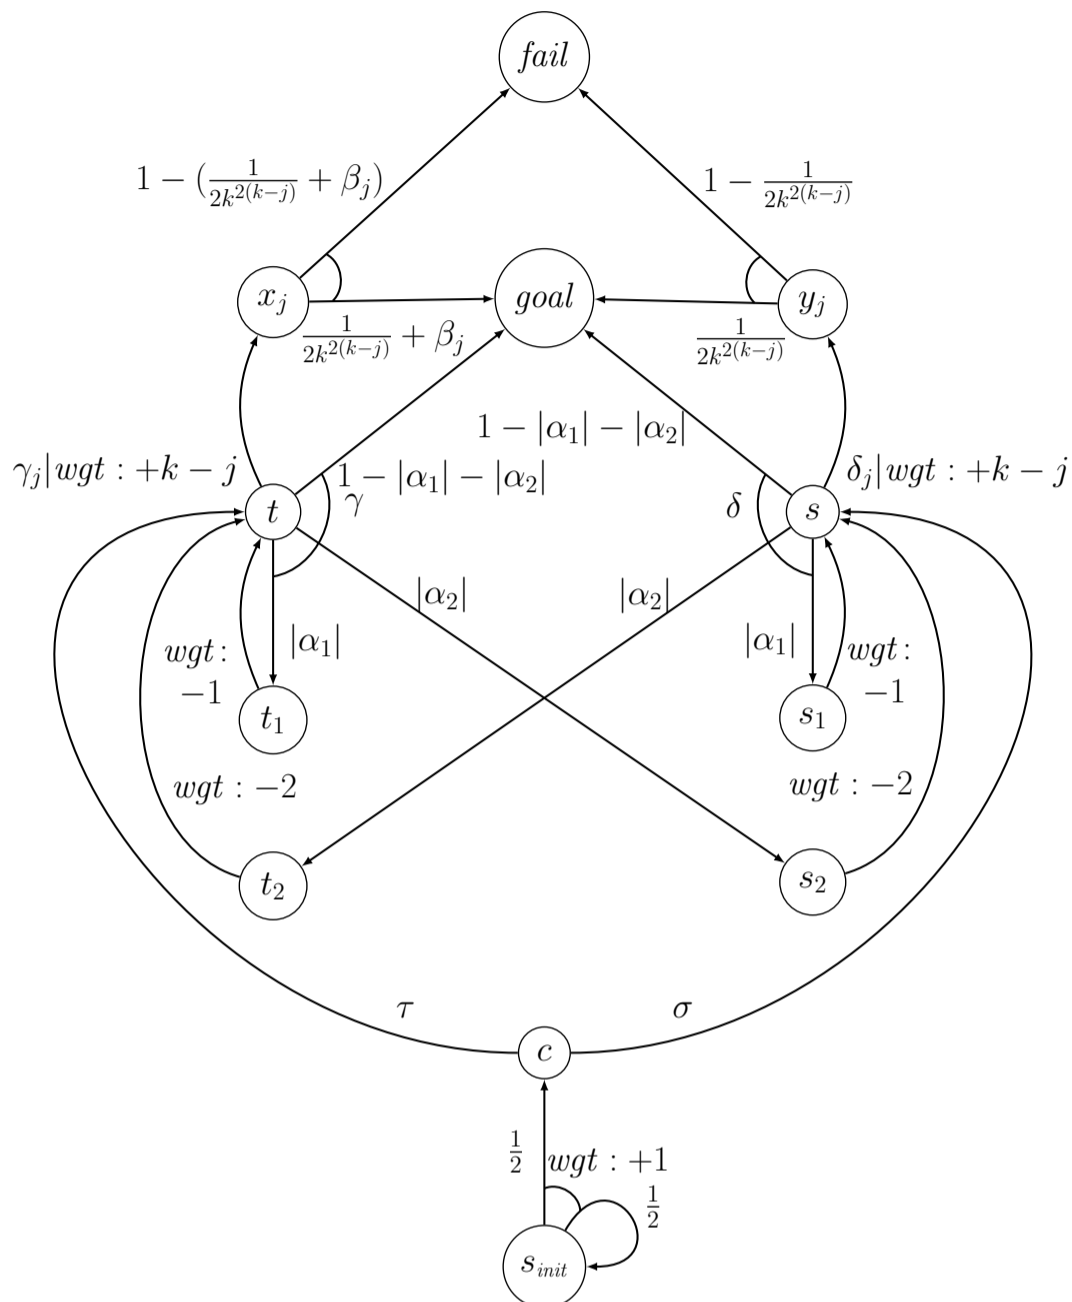 fail
1 − (1/2k^{2(k−j)} + β_j)
1 − 1/2k^{2(k−j)}
x_j
goal
y_j
1/2k^{2(k−j)} + β_j
1/2k^{2(k−j)}
1 − |α_1| − |α_2|
γ_j|wgt : +k − j
1 − |α_1| − |α_2|
δ_j|wgt : +k − j
t
γ
δ
s
|α_2|
|α_2|
wgt:
−1
|α_1|
|α_1|
wgt:
−1
t_1
s_1
wgt : −2
wgt : −2
t_2
s_2
τ
σ
c
1/2
wgt : +1
1/2
s_{init}